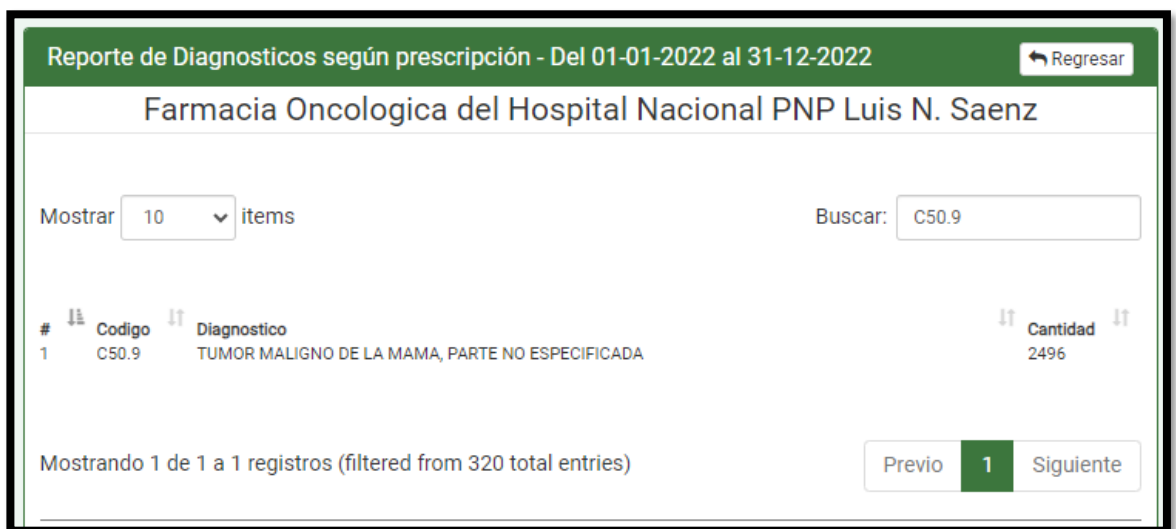 Reporte de Diagnosticos según prescripción - Del 01-01-2022 al 31-12-2022 Regresar
Farmacia Oncologica del Hospital Nacional PNP Luis N. Saenz
Mostrar 10 items Buscar: C50.9
# Codigo Diagnostico Cantidad
1 C50.9 TUMOR MALIGNO DE LA MAMA, PARTE NO ESPECIFICADA 2496
Mostrando 1 de 1 a 1 registros (filtered from 320 total entries) Previo 1 Siguiente